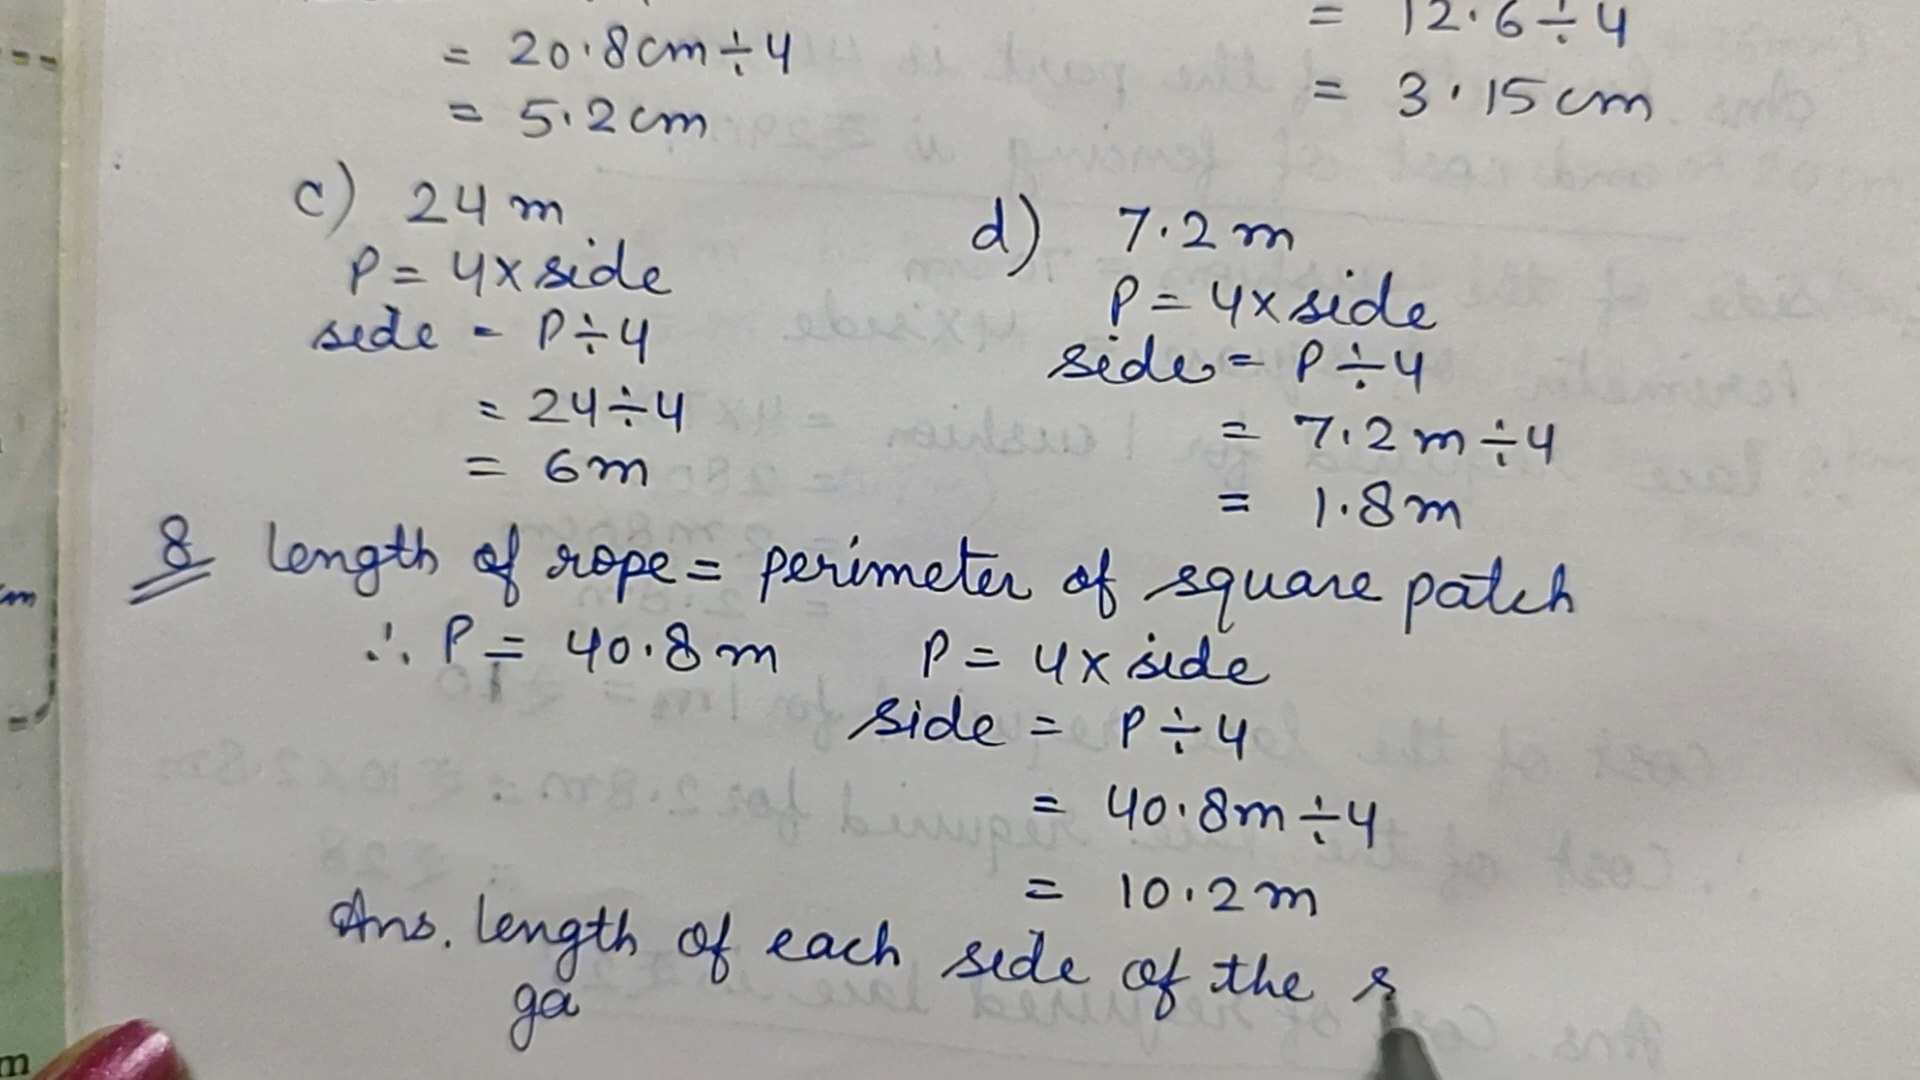 = 20.8cm÷4
= 5.2cm
= 12.6÷4
= 3.15cm
c) 24m
P = 4×side
side = P÷4
= 24÷4
= 6m
d) 7.2m
P = 4×side
side = P÷4
= 7.2m÷4
= 1.8m
8 length of rope = perimeter of square patch
∴ P = 40.8m P = 4×side
side = P÷4
= 40.8m÷4
= 10.2m
Ans. length of each side of the s
ga